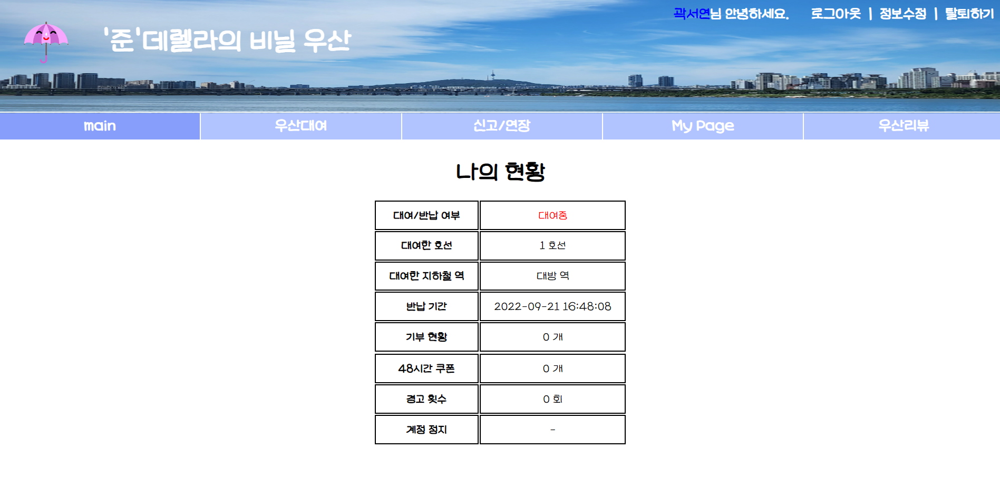 곽서연님 안녕하세요. 로그아웃 | 정보수정 | 탈퇴하기
'준'데렐라의 비닐 우산
main 우산대여 신고/연장 My Page 우산리뷰
나의 현황
대여/반납 여부 대여중
대여한 호선 1 호선
대여한 지하철 역 대방 역
반납 기간 2022-09-21 16:48:08
기부 현황 0 개
48시간 쿠폰 0 개
경고 횟수 0 회
계정 정지 -